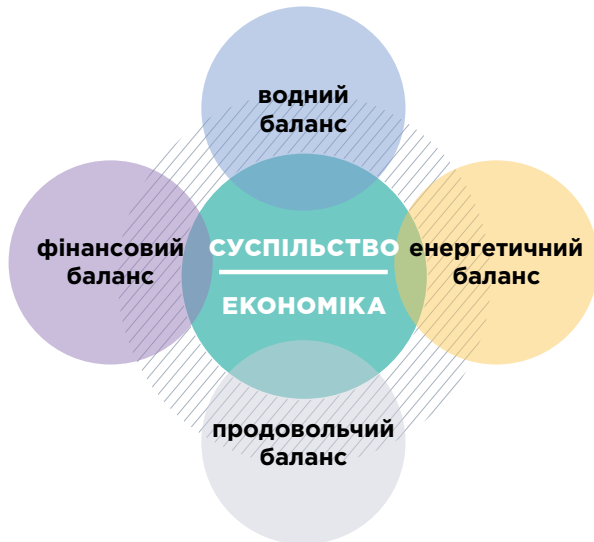 водний
баланс
фінансовий
баланс
СУСПІЛЬСТВО
ЕКОНОМІКА
енергетичний
баланс
продовольчий
баланс